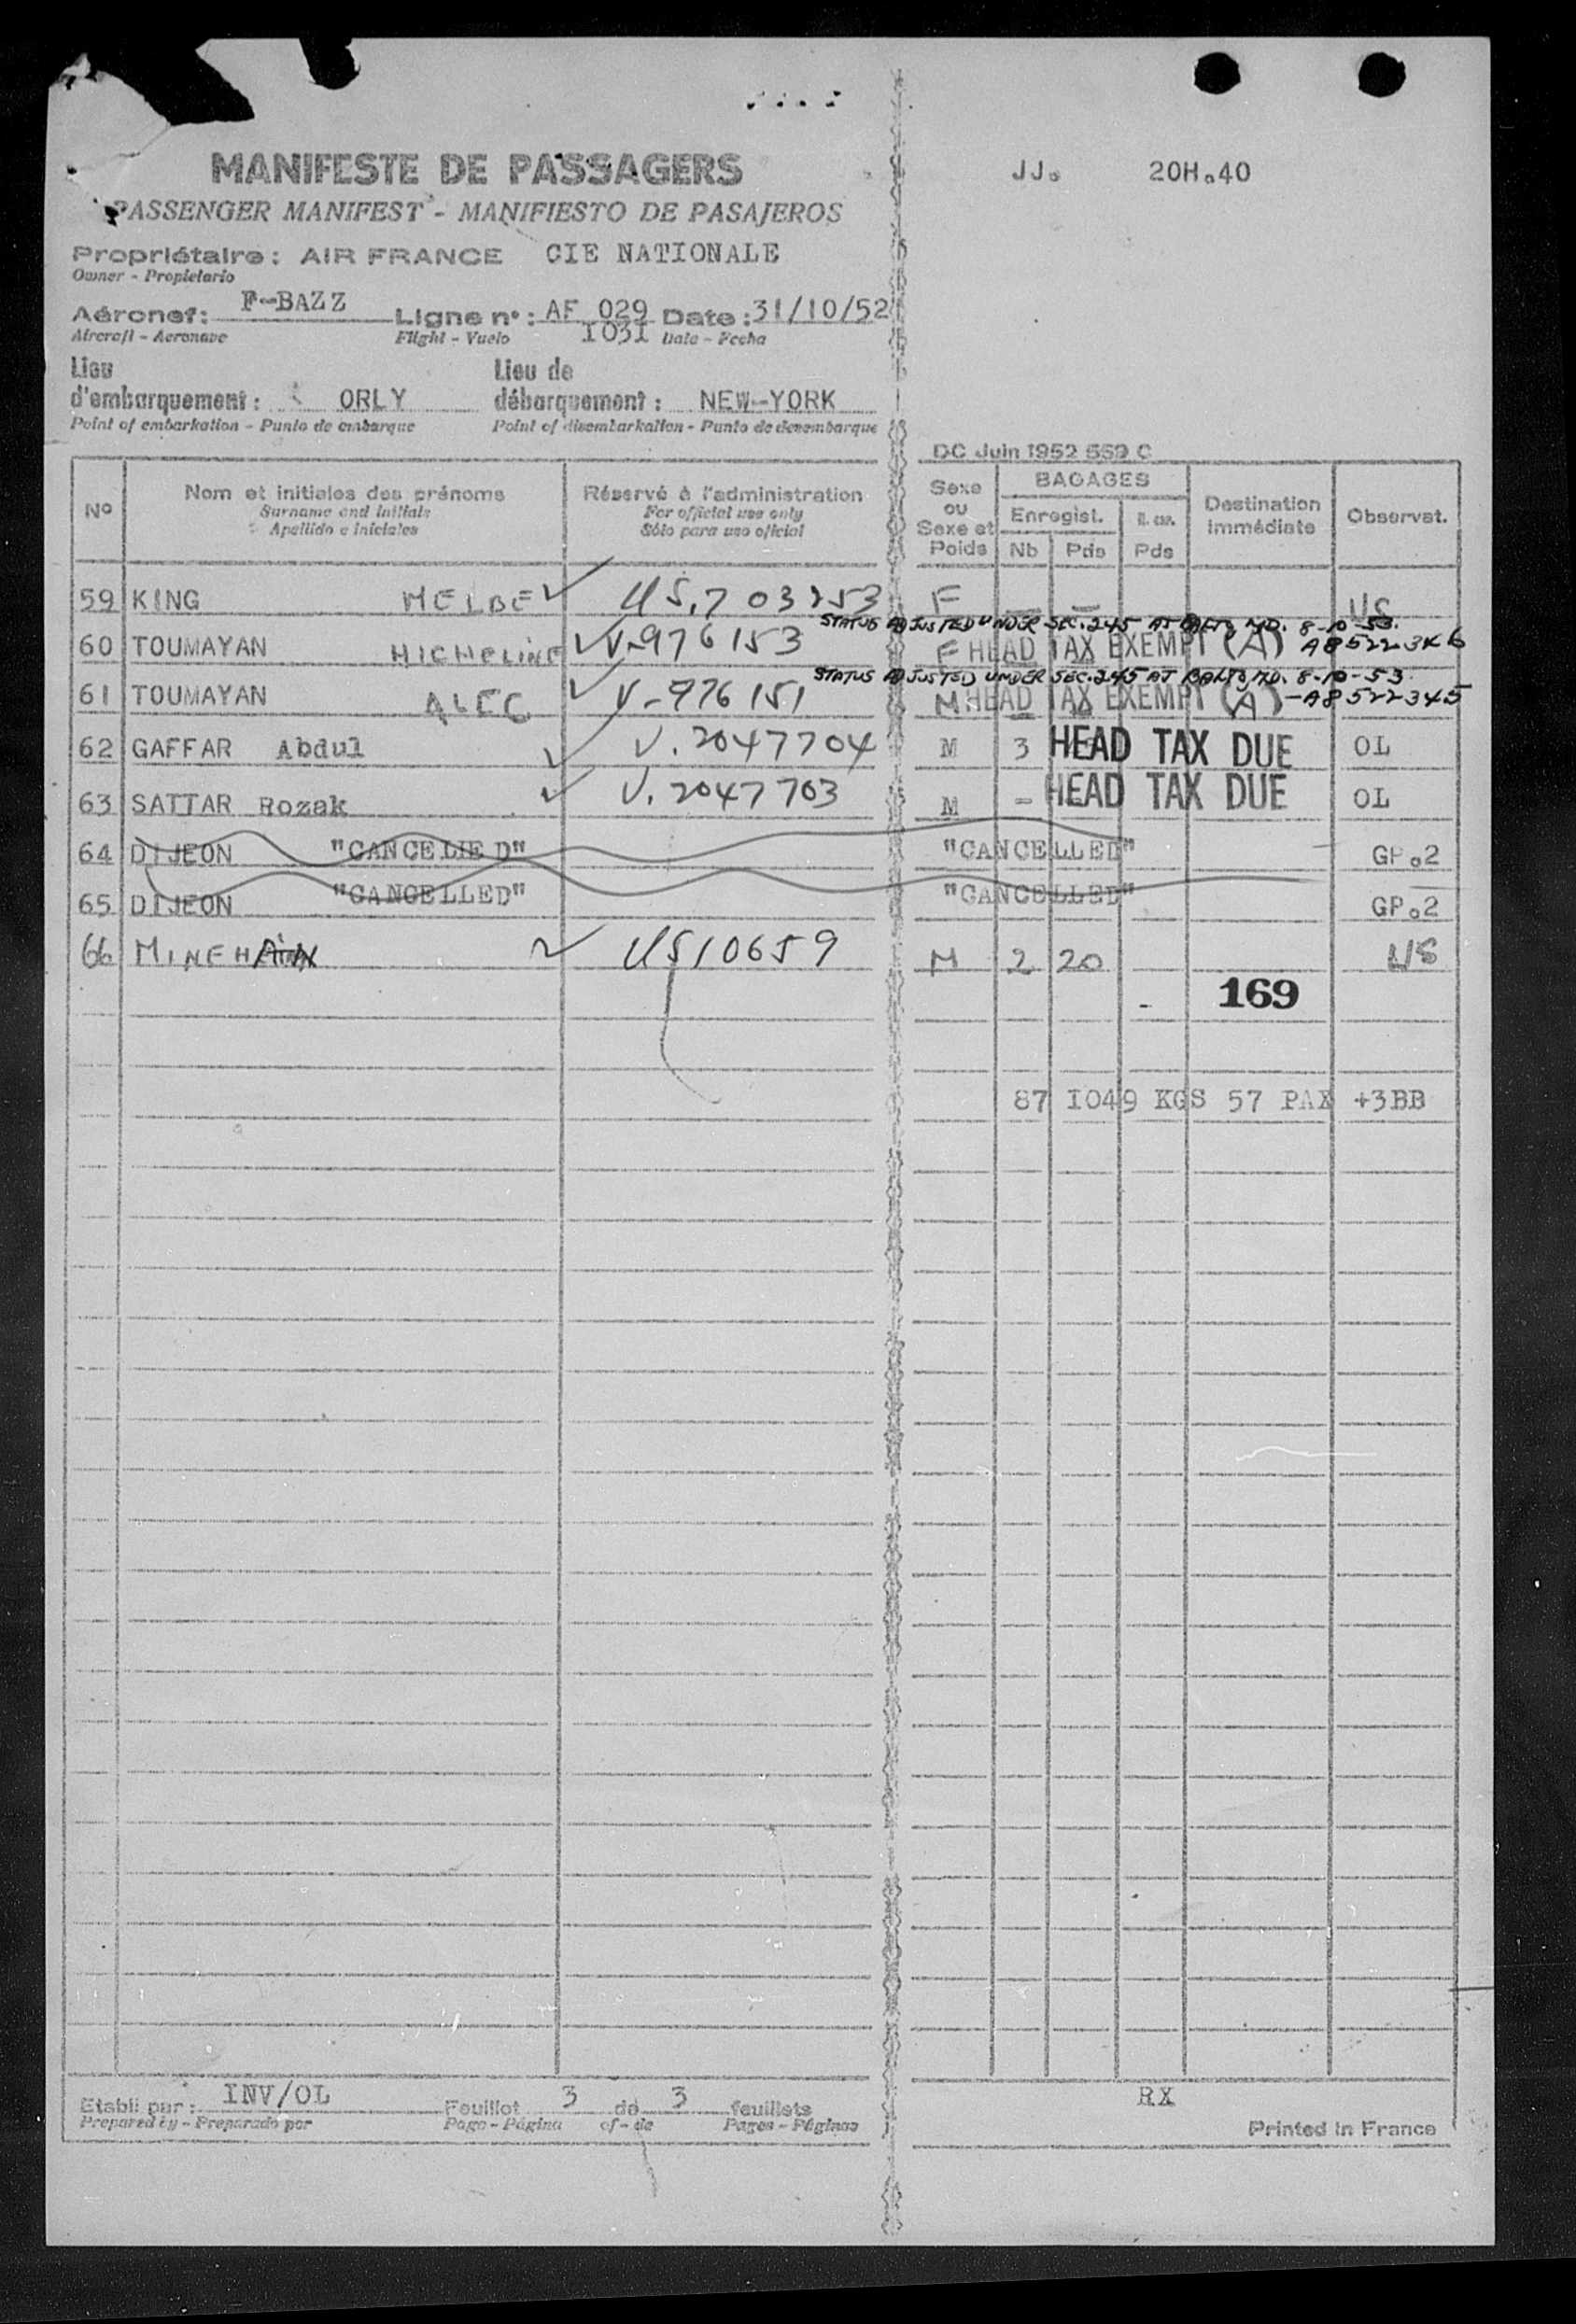 MANIFESTE DE PASSAGERS
JJ. 20H.40
PASSENGER MANIFEST - MANIFIESTO DE PASAJEROS
Propriétaire : AIR FRANCE CIE NATIONALE
Owner - Propietario
Aéronef : F-BAZZ Ligne n° : AF 029 Date : 31/10/52
Aircraft - Aeronave Flight - Vuelo 1031 Date - Fecha
Lieu Lieu de
d'embarquement : ORLY débarquement : NEW-YORK
Point of embarkation - Punto de embarque Point of disembarkation - Punto de desembarque
DC Juin 1952 559 C
N° Nom et initiales des prénoms Réservé à l'administration Sexe ou Sexe et Poids BAGAGES Destination immédiate Observat.
Surname and initials For official use only Enregist.
Apellido e iniciales Sólo para uso oficial Nb Pds Pds
59 KING MELBE US.703253 F — — US
STATUS ADJUSTED UNDER SEC. 245 AT BALTO MD. 8-10-53.
60 TOUMAYAN MICHELINE V-976153 F HEAD TAX EXEMPT (A) A8522346
STATUS ADJUSTED UNDER SEC. 245 AT BALTO MD. 8-10-53.
61 TOUMAYAN ALEC V-976151 M HEAD TAX EXEMPT (A) -A8522345
62 GAFFAR Abdul V.2047704 M 3 HEAD TAX DUE OL
63 SATTAR Rozak V.2047703 M - HEAD TAX DUE OL
64 DIJEON "CANCELLED" "CANCELLED" GP.2
65 DIJEON "CANCELLED" "CANCELLED" GP.2
66 MINEHAN US10659 M 2 20 US
169
87 1049 KGS 57 PAX +3BB
Etabli par : INV/OL Feuillet 3 de 3 feuillets RX
Prepared by - Preparado por Page - Página of - de Pages - Páginas Printed in France